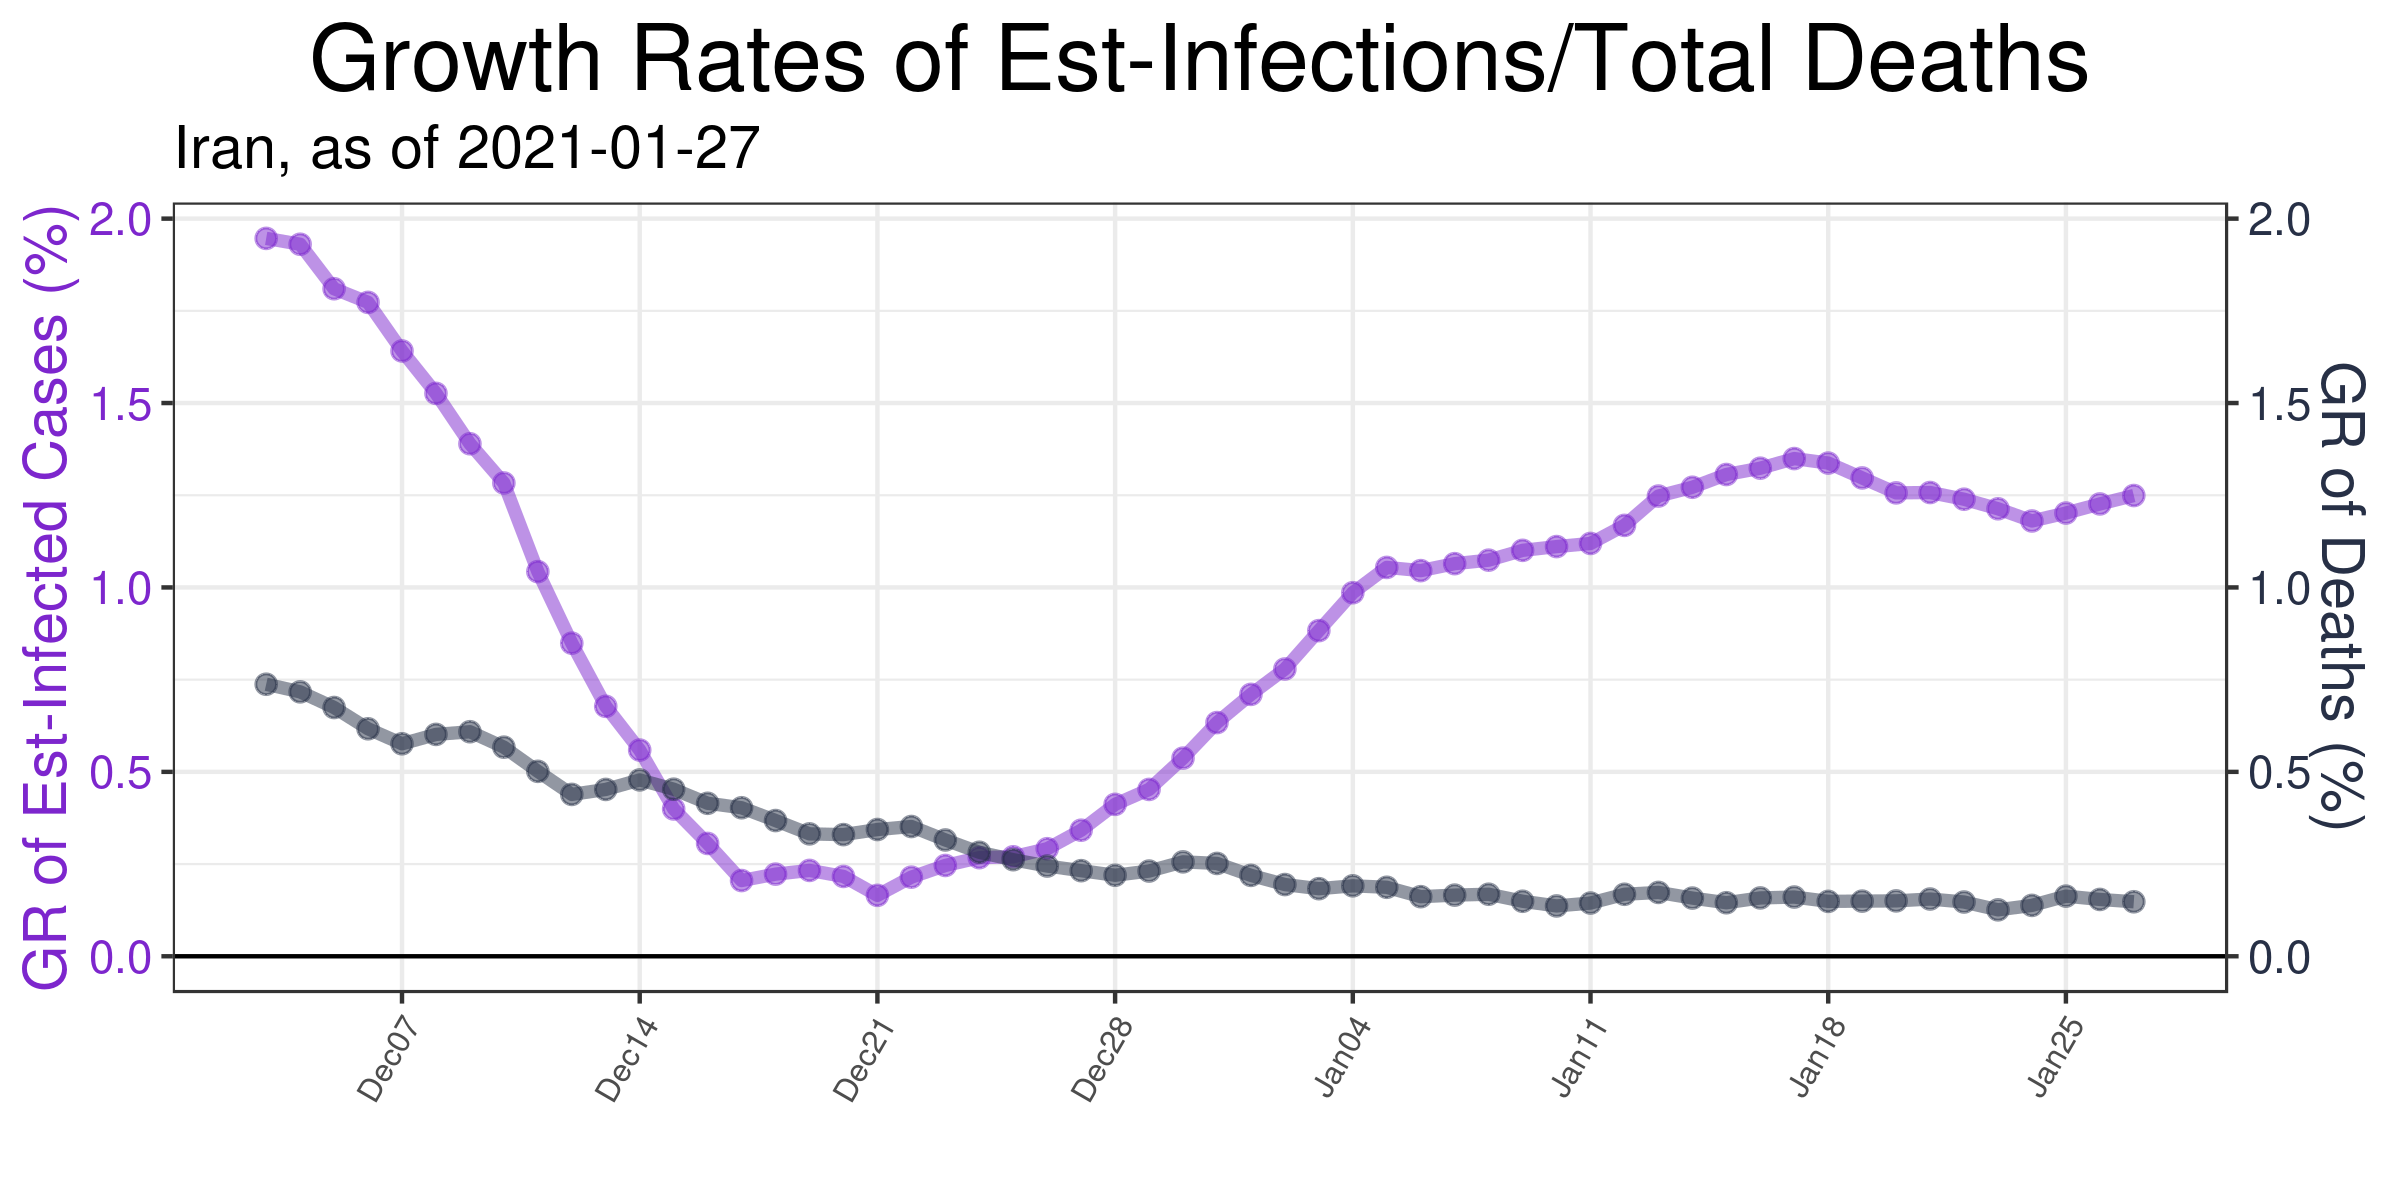 Growth Rates of Est-Infections/Total Deaths
Iran, as of 2021-01-27
GR of Est-Infected Cases (%)
2.0
1.5
1.0
0.5
0.0
2.0
1.5
1.0
0.5
0.0
GR of Deaths (%)
Dec07
Dec14
Dec21
Dec28
Jan04
Jan11
Jan18
Jan25